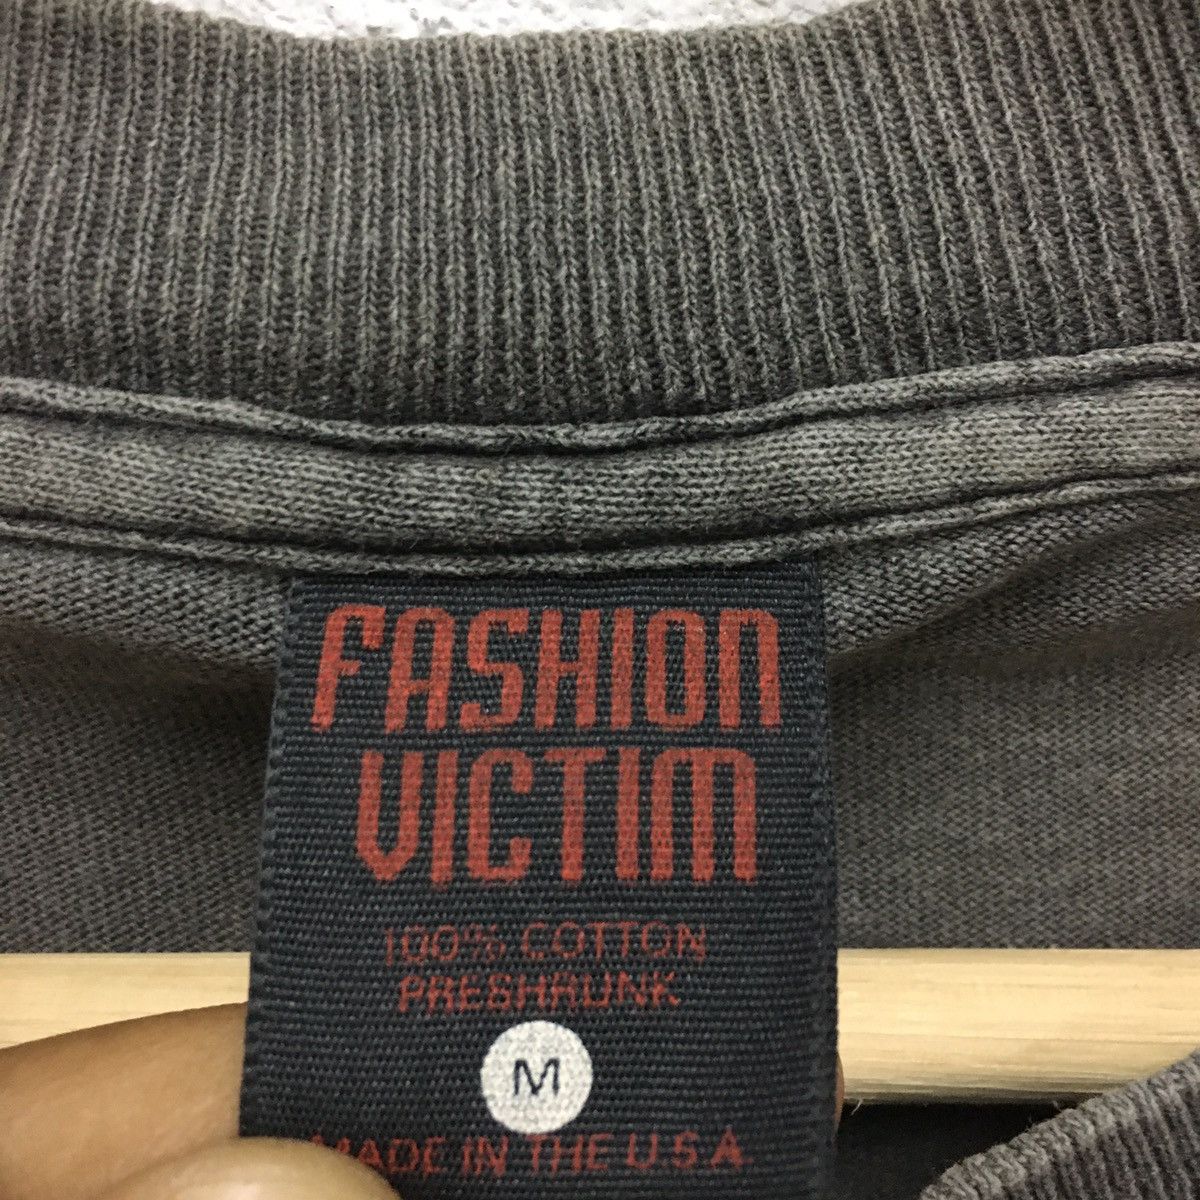 FASHION
VICTIM
100% COTTON
PRESHRUNK
M
MADE IN THE U.S.A